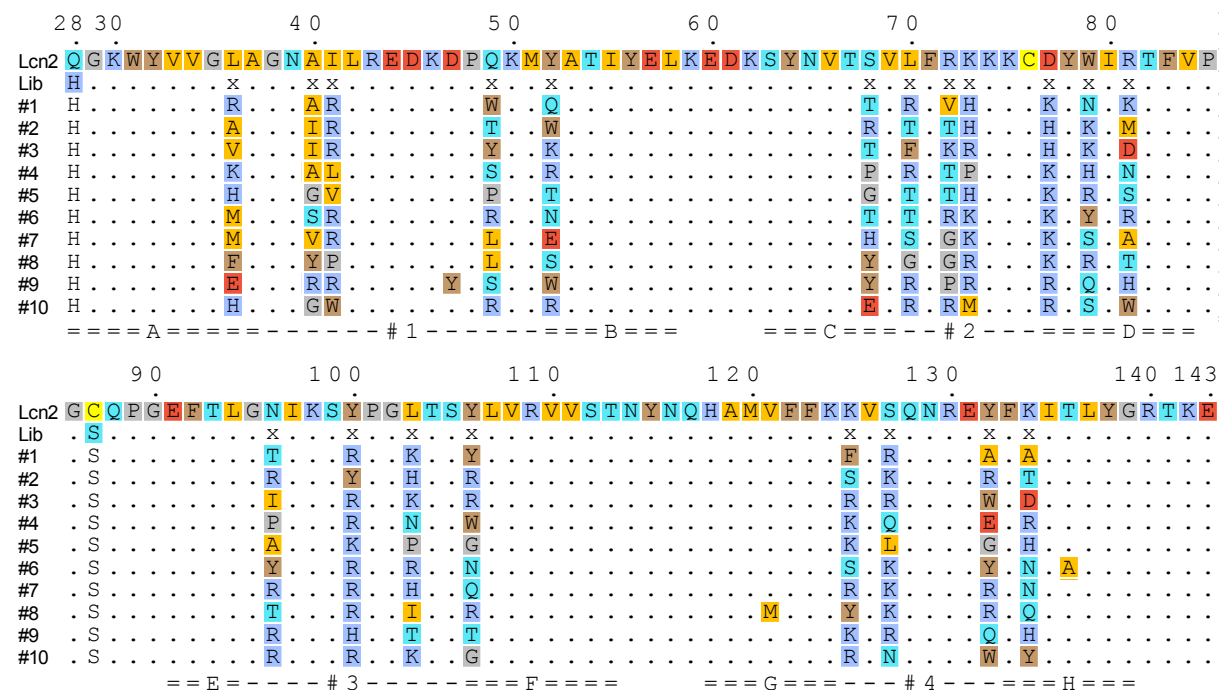 28 30 40 50 60 70 80
Lcn2 QGKWYVVGLAGNAILREDKDPQKMYATIYELKEDKSYNVTSVLFRKKKCDYWIRTFVP
Lib H.......x...xx.......x..x...............x.x.xx...x.x.x....
#1 H.......R...AR.......W..Q...............T.R.VH...K.N.K....
#2 H.......A...IR.......T..W...............R.T.TH...H.K.M....
#3 H.......V...IR.......Y..K...............T.F.KR...H.K.D....
#4 H.......K...AL.......S..R...............P.R.TP...K.H.N....
#5 H.......H...GV.......P..T...............G.T.TH...K.R.S....
#6 H.......M...SR.......R..N...............T.T.RK...K.Y.R....
#7 H.......M...VR.......L..E...............H.S.GK...K.S.A....
#8 H.......F...YP.......L..S...............Y.G.GR...K.R.T....
#9 H.......E...RR.....Y.S..W...............Y.R.PR...R.Q.H....
#10 H.......H...GW.......R..R...............E.R.RM...R.S.W....
====A=====------#1------===B=== ===C===--#2---====D===
90 100 110 120 130 140 143
Lcn2 GCQPGEFTLGNIKSYPGLTSYLVRVVSTNYNQHAMVFFKKVSQNREYFKITLYGRTKE
Lib .S........x...x..x..x..................x.x....x.x.........
#1 .S........T...R..K..Y..................F.R....A.A.........
#2 .S........R...Y..H..R..................S.K....R.T.........
#3 .S........I...R..K..R..................R.R....W.D.........
#4 .S........P...R..N..W..................K.Q....E.R.........
#5 .S........A...K..P..G..................K.L....G.H.........
#6 .S........Y...R..R..N..................S.K....Y.N.A.......
#7 .S........R...R..H..Q..................R.K....R.N.........
#8 .S........T...R..I..R..............M...Y.K....R.Q.........
#9 .S........R...H..T..T..................K.R....Q.H.........
#10 .S........R...R..K..G..................R.N....W.Y.........
==E=----#3-----===F==== ===G===---#4---===H===